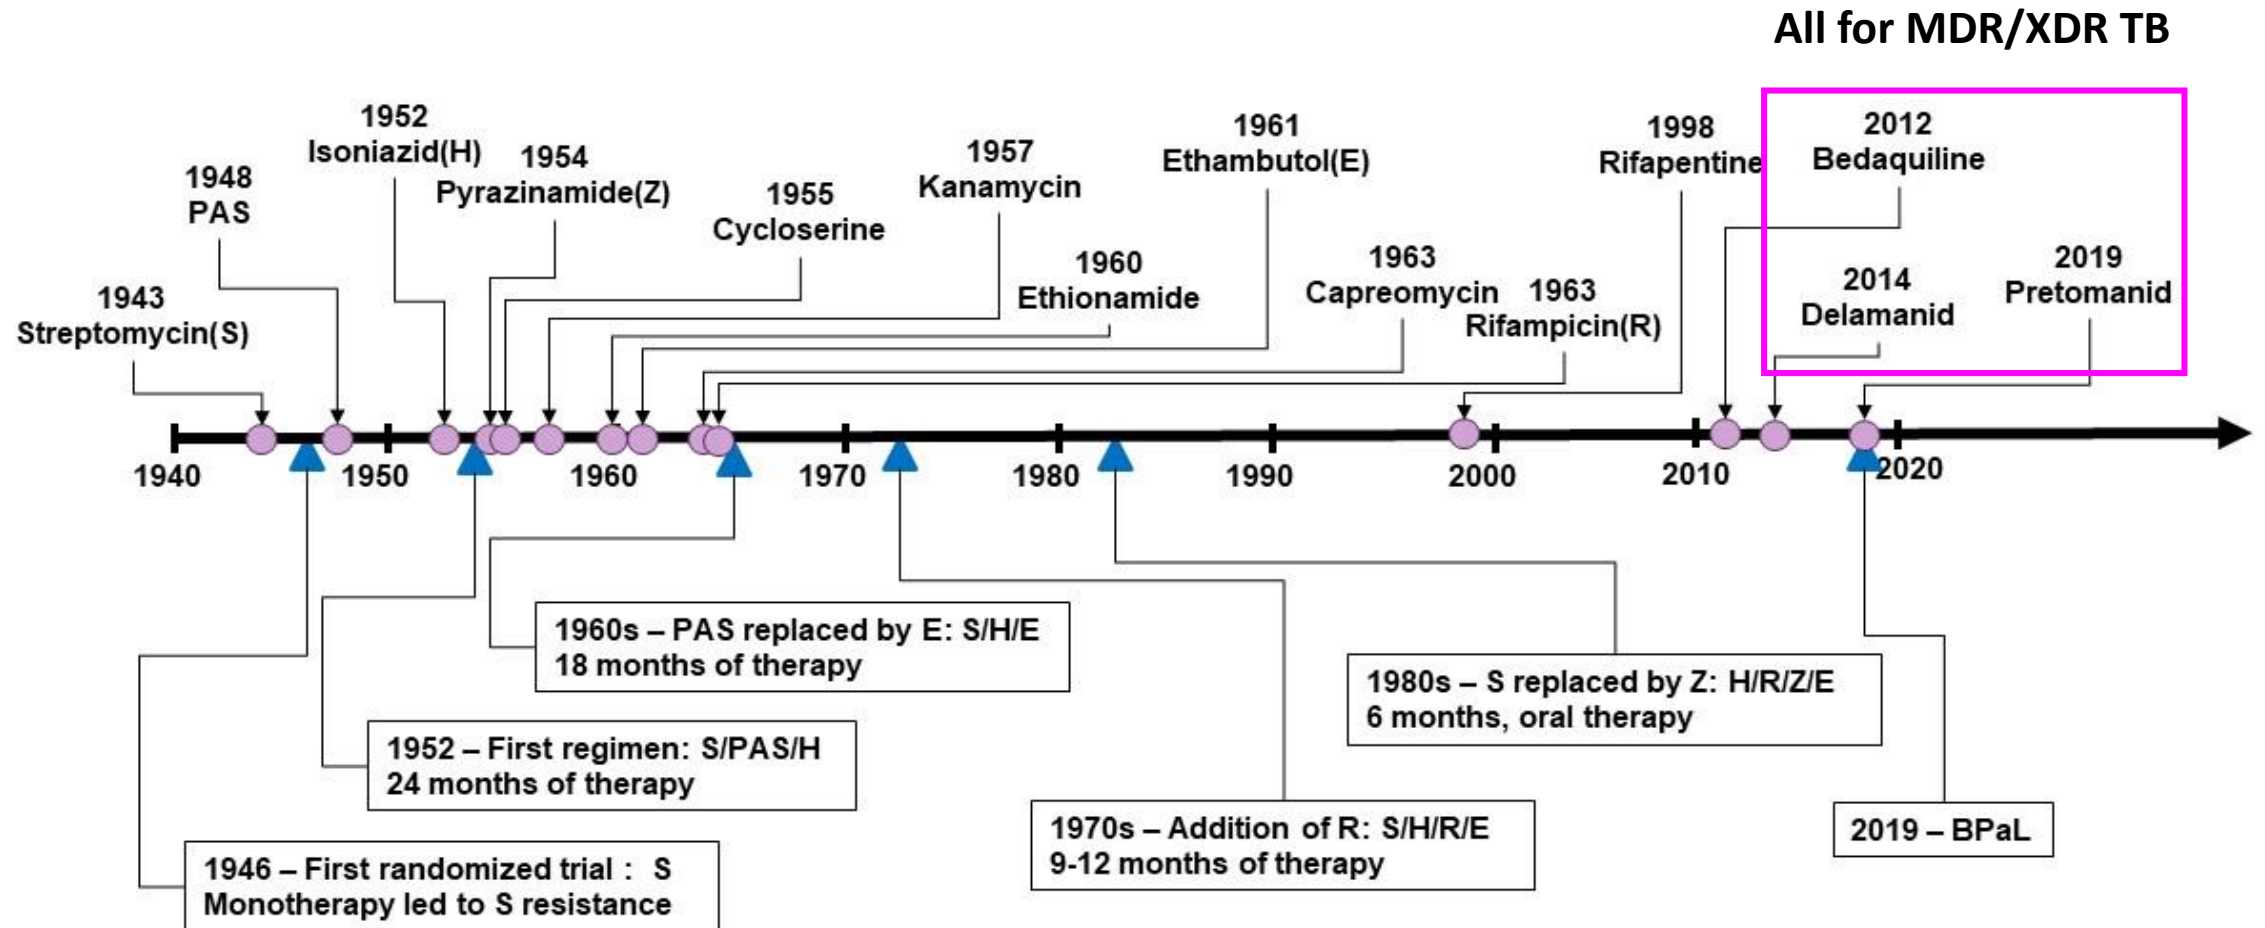 All for MDR/XDR TB
1943
Streptomycin(S)
1948
PAS
1952
Isoniazid(H)
1954
Pyrazinamide(Z)
1955
Cycloserine
1957
Kanamycin
1960
Ethionamide
1961
Ethambutol(E)
1963
Capreomycin
1963
Rifampicin(R)
1998
Rifapentine
2012
Bedaquiline
2014
Delamanid
2019
Pretomanid
1940
1950
1960
1970
1980
1990
2000
2010
2020
1960s – PAS replaced by E: S/H/E
18 months of therapy
1952 – First regimen: S/PAS/H
24 months of therapy
1946 – First randomized trial : S
Monotherapy led to S resistance
1980s – S replaced by Z: H/R/Z/E
6 months, oral therapy
1970s – Addition of R: S/H/R/E
9-12 months of therapy
2019 – BPaL